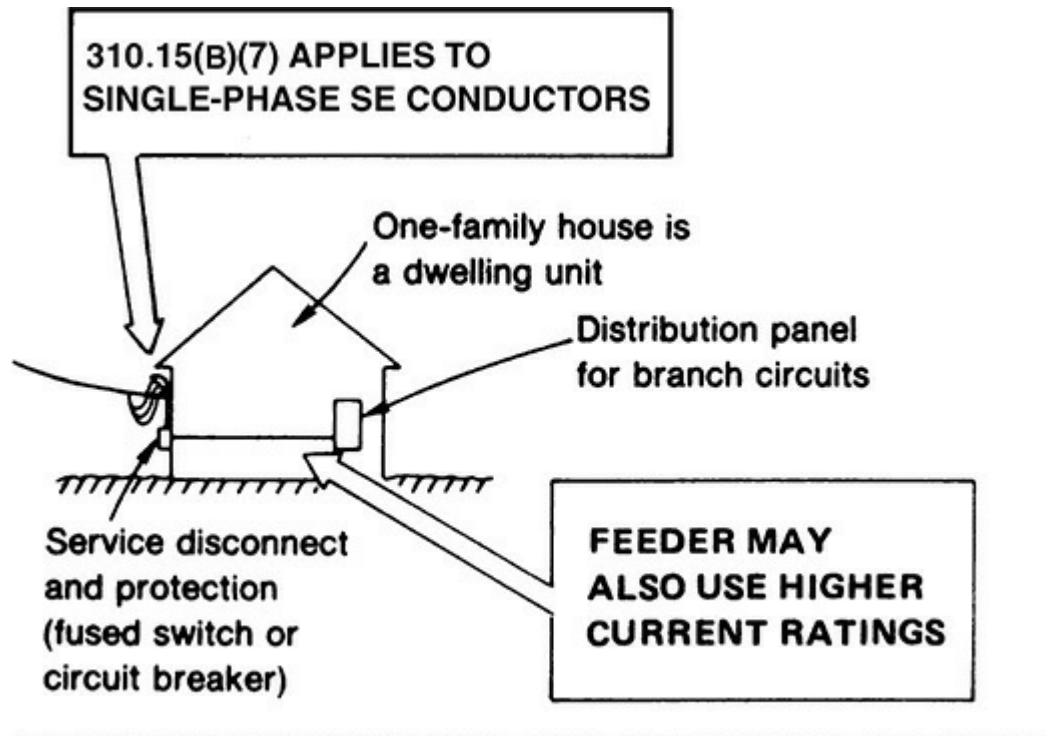 310.15(B)(7) APPLIES TO
SINGLE-PHASE SE CONDUCTORS
One-family house is
a dwelling unit
Distribution panel
for branch circuits
Service disconnect
and protection
(fused switch or
circuit breaker)
FEEDER MAY
ALSO USE HIGHER
CURRENT RATINGS